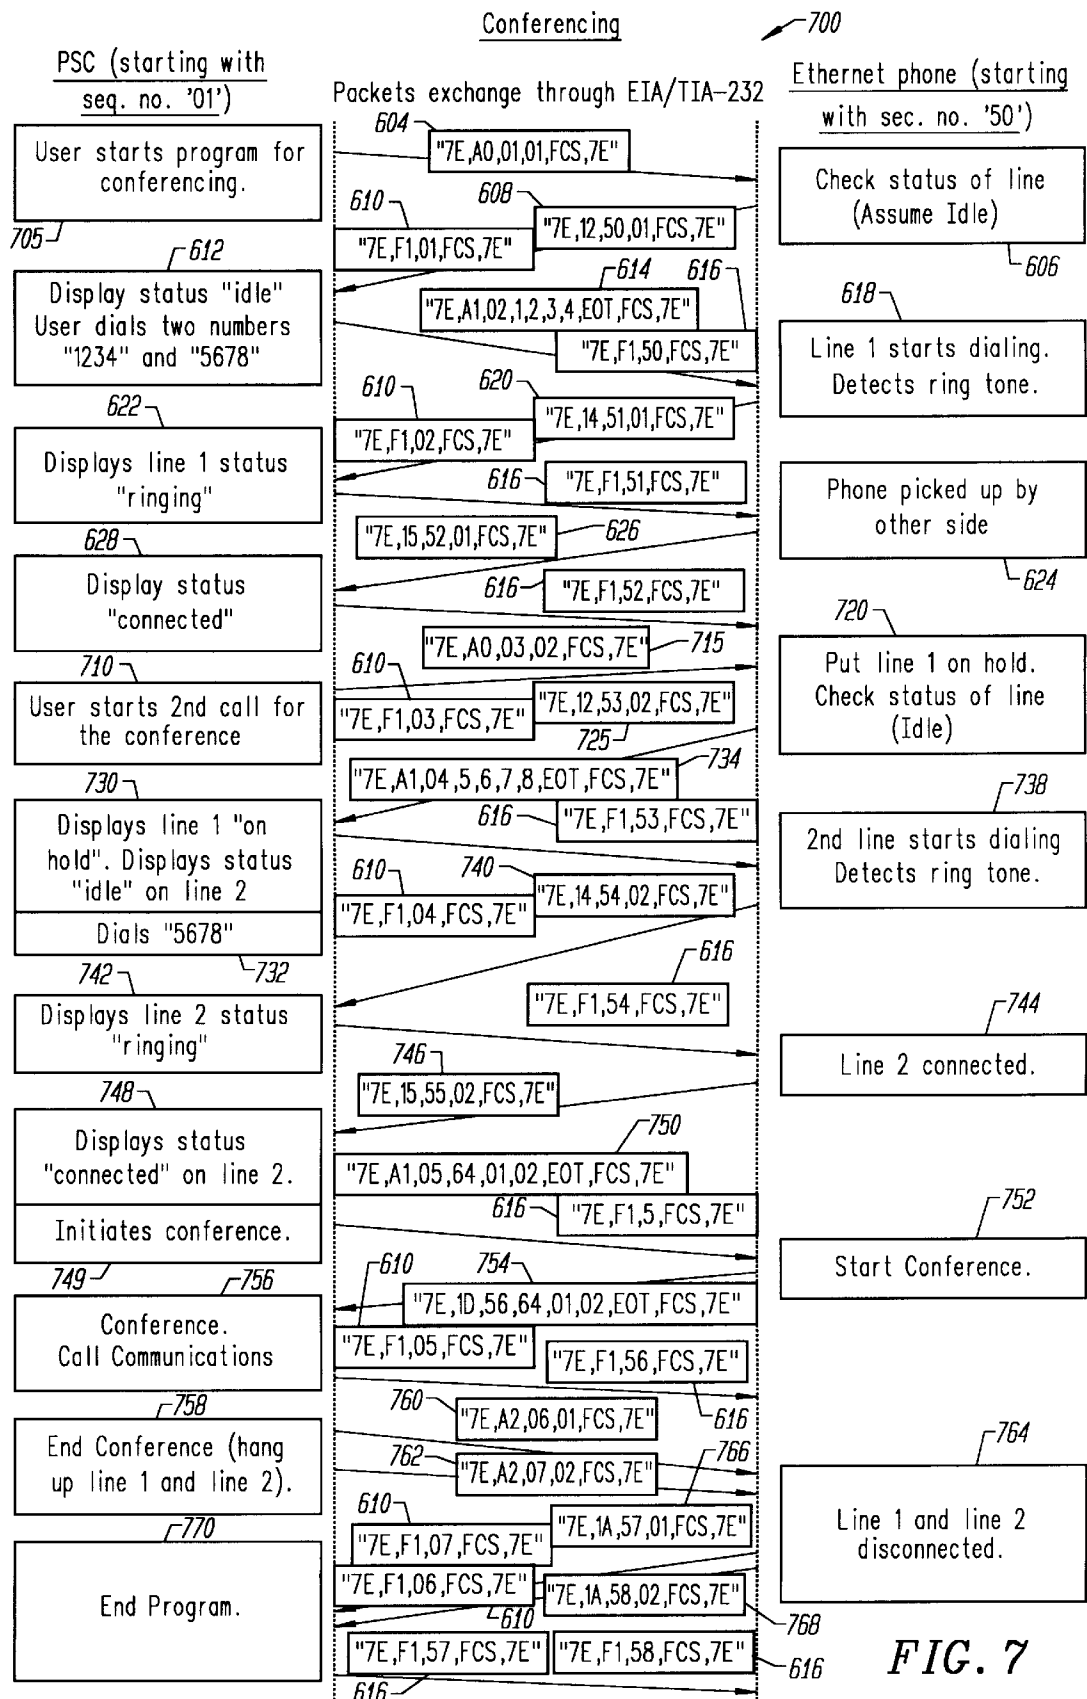 Conferencing
700
PSC (starting with
seq. no. '01')
Packets exchange through EIA/TIA-232
Ethernet phone (starting
with sec. no. '50')
604
"7E,A0,01,01,FCS,7E"
User starts program for
conferencing.
705
Check status of line
(Assume Idle)
606
610
608
"7E,12,50,01,FCS,7E"
"7E,F1,01,FCS,7E"
612
Display status "idle"
User dials two numbers
"1234" and "5678"
614
616
"7E,A1,02,1,2,3,4,EOT,FCS,7E"
"7E,F1,50,FCS,7E"
618
Line 1 starts dialing.
Detects ring tone.
610
620
"7E,14,51,01,FCS,7E"
"7E,F1,02,FCS,7E"
622
Displays line 1 status
"ringing"
616
"7E,F1,51,FCS,7E"
Phone picked up by
other side
624
"7E,15,52,01,FCS,7E"
626
628
Display status
"connected"
616
"7E,F1,52,FCS,7E"
"7E,A0,03,02,FCS,7E"
715
720
Put line 1 on hold.
Check status of line
(Idle)
710
User starts 2nd call for
the conference
610
"7E,F1,03,FCS,7E"
"7E,12,53,02,FCS,7E"
725
"7E,A1,04,5,6,7,8,EOT,FCS,7E"
734
730
Displays line 1 "on
hold". Displays status
"idle" on line 2
Dials "5678"
732
616
"7E,F1,53,FCS,7E"
738
2nd line starts dialing
Detects ring tone.
610
740
"7E,14,54,02,FCS,7E"
"7E,F1,04,FCS,7E"
742
Displays line 2 status
"ringing"
616
"7E,F1,54,FCS,7E"
744
Line 2 connected.
746
"7E,15,55,02,FCS,7E"
748
Displays status
"connected" on line 2.
Initiates conference.
749
750
"7E,A1,05,64,01,02,EOT,FCS,7E"
616
"7E,F1,5,FCS,7E"
752
Start Conference.
610
754
"7E,1D,56,64,01,02,EOT,FCS,7E"
"7E,F1,05,FCS,7E"
756
Conference.
Call Communications
"7E,F1,56,FCS,7E"
616
758
End Conference (hang
up line 1 and line 2).
760
"7E,A2,06,01,FCS,7E"
762
"7E,A2,07,02,FCS,7E"
766
764
Line 1 and line 2
disconnected.
610
"7E,1A,57,01,FCS,7E"
"7E,F1,07,FCS,7E"
770
End Program.
"7E,F1,06,FCS,7E"
610
"7E,1A,58,02,FCS,7E"
768
"7E,F1,57,FCS,7E"
616
"7E,F1,58,FCS,7E"
616
FIG. 7